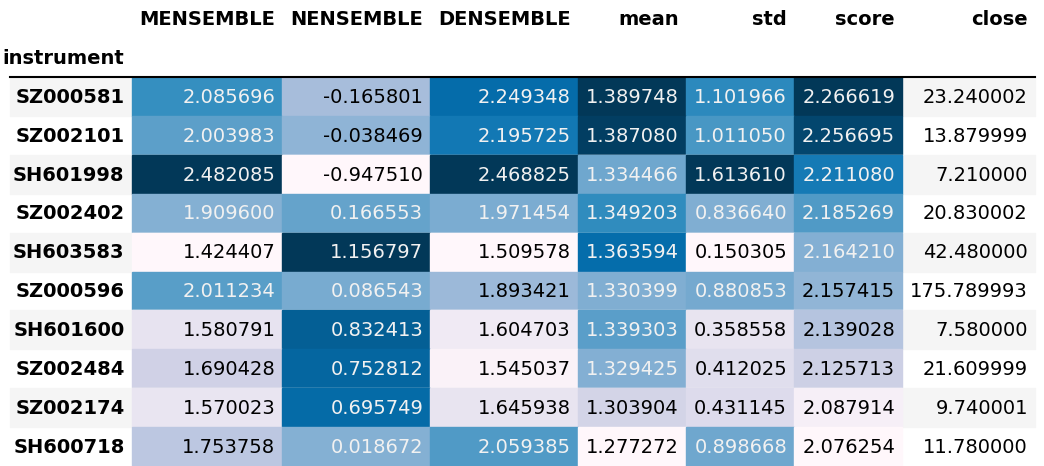 MENSEMBLE NENSEMBLE DENSEMBLE mean std score close
instrument
SZ000581 2.085696 -0.165801 2.249348 1.389748 1.101966 2.266619 23.240002
SZ002101 2.003983 -0.038469 2.195725 1.387080 1.011050 2.256695 13.879999
SH601998 2.482085 -0.947510 2.468825 1.334466 1.613610 2.211080 7.210000
SZ002402 1.909600 0.166553 1.971454 1.349203 0.836640 2.185269 20.830002
SH603583 1.424407 1.156797 1.509578 1.363594 0.150305 2.164210 42.480000
SZ000596 2.011234 0.086543 1.893421 1.330399 0.880853 2.157415 175.789993
SH601600 1.580791 0.832413 1.604703 1.339303 0.358558 2.139028 7.580000
SZ002484 1.690428 0.752812 1.545037 1.329425 0.412025 2.125713 21.609999
SZ002174 1.570023 0.695749 1.645938 1.303904 0.431145 2.087914 9.740001
SH600718 1.753758 0.018672 2.059385 1.277272 0.898668 2.076254 11.780000